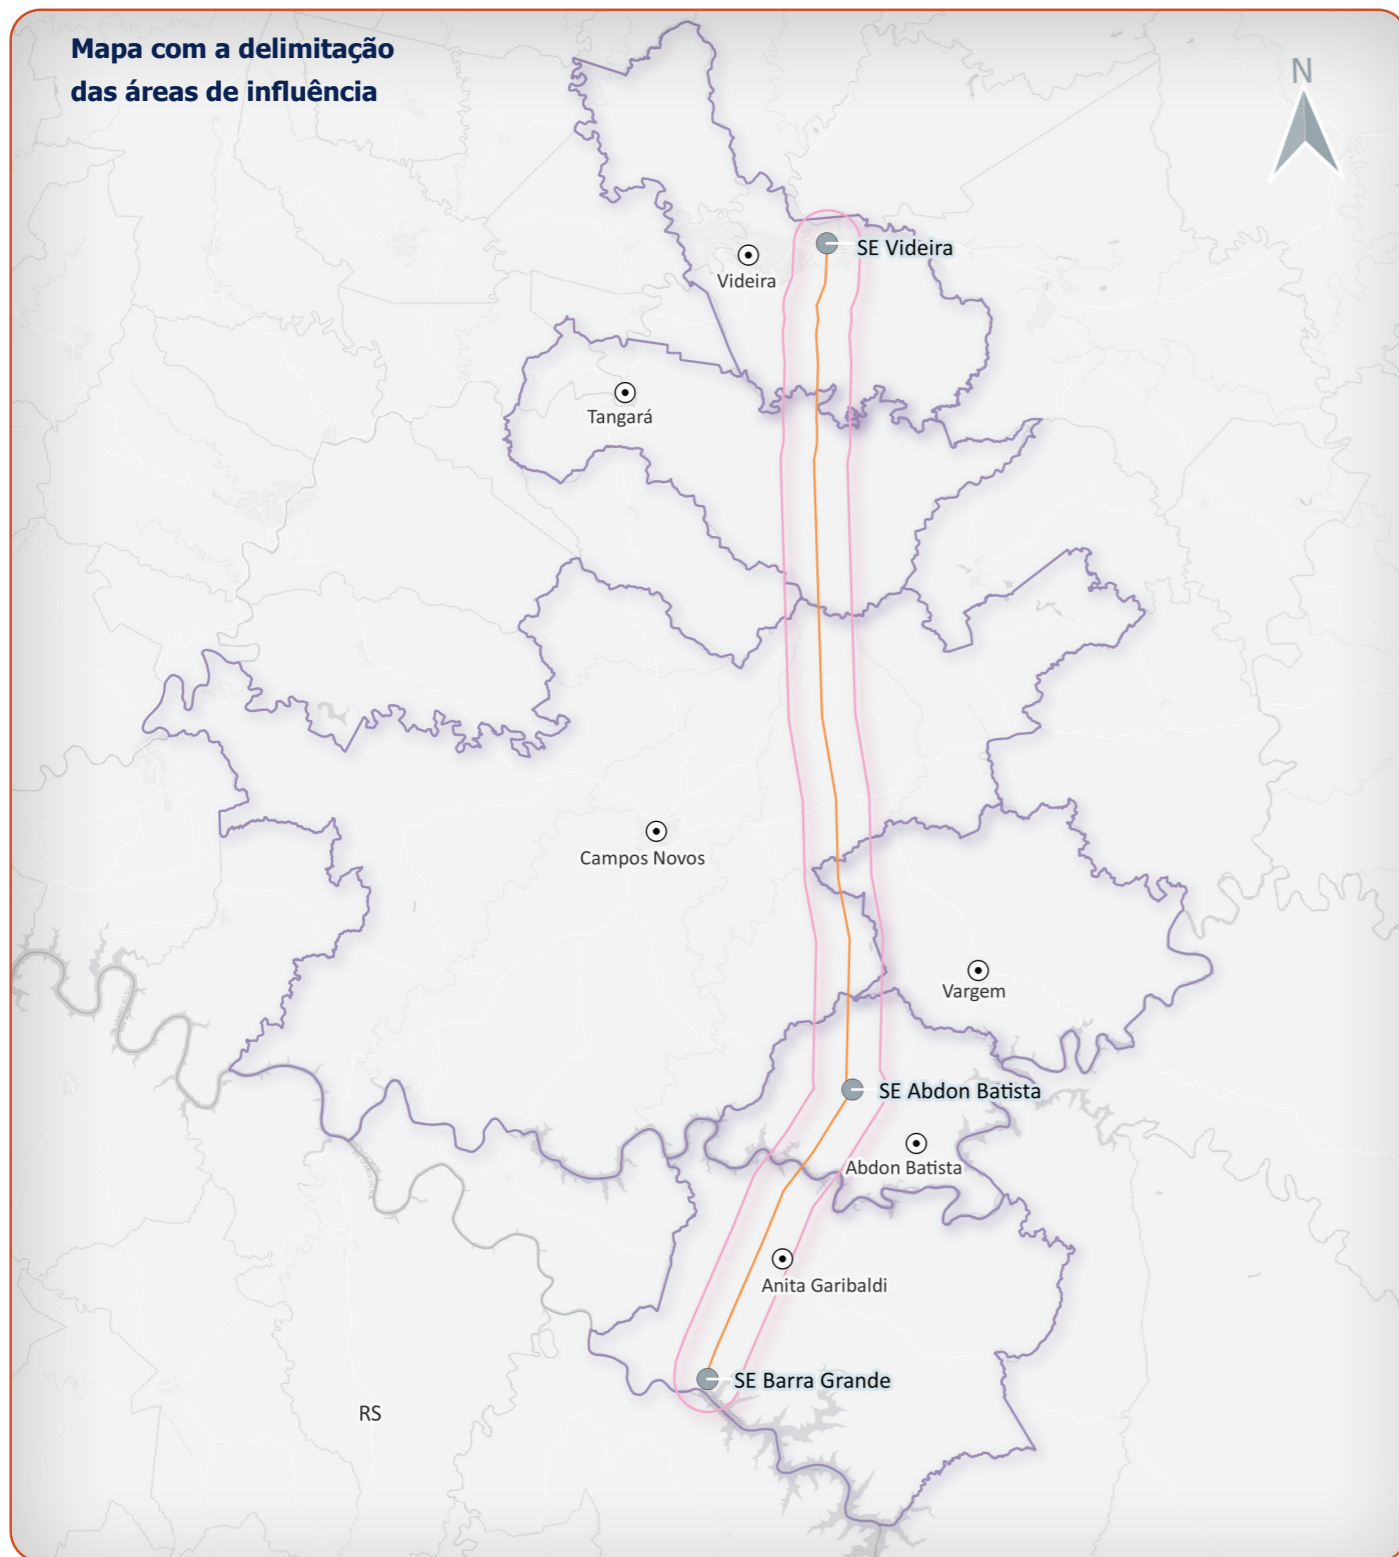 Mapa com a delimitação
das áreas de influência
N
SE Videira
Videira
Tangará
Campos Novos
Vargem
SE Abdon Batista
Abdon Batista
Anita Garibaldi
SE Barra Grande
RS